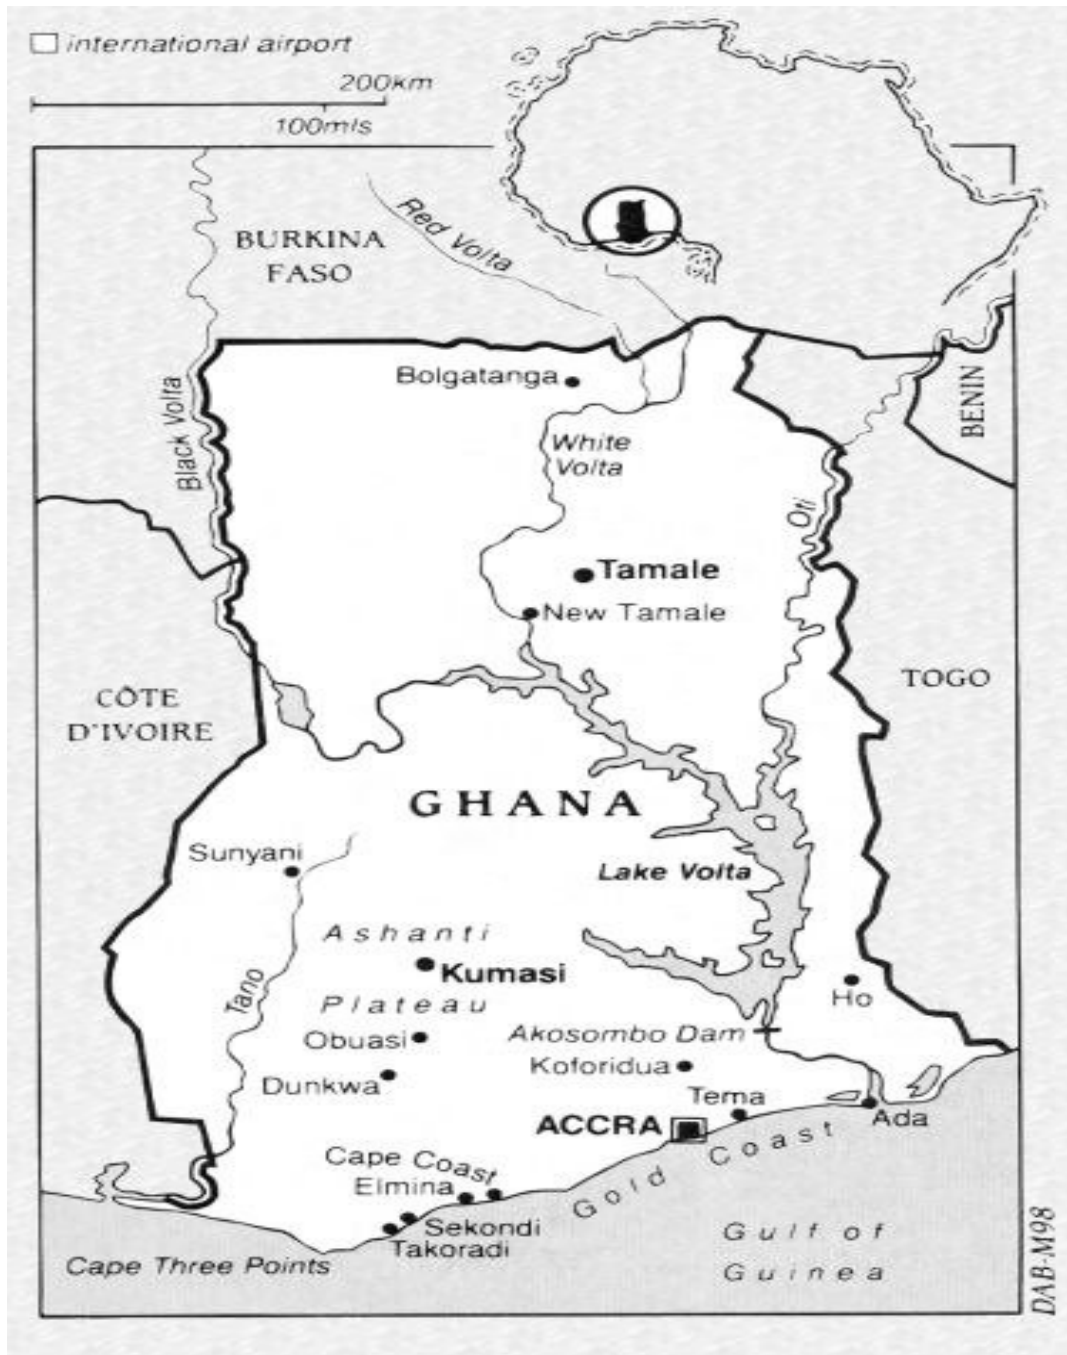 international airport
200km
100mls
Red Volta
BURKINA
FASO
Black Volta
Bolgatanga
BENIN
White
Volta
Oti
Tamale
New Tamale
TOGO
CÔTE
D'IVOIRE
GHANA
Sunyani
Lake Volta
Ashanti
Kumasi
Plateau
Tano
Ho
Obuasi
Akosombo Dam
Koforidua
Dunkwa
Tema
ACCRA
Ada
Gold Coast
Cape Coast
Elmina
Sekondi
Takoradi
Gulf of
Guinea
Cape Three Points
DAB-M98